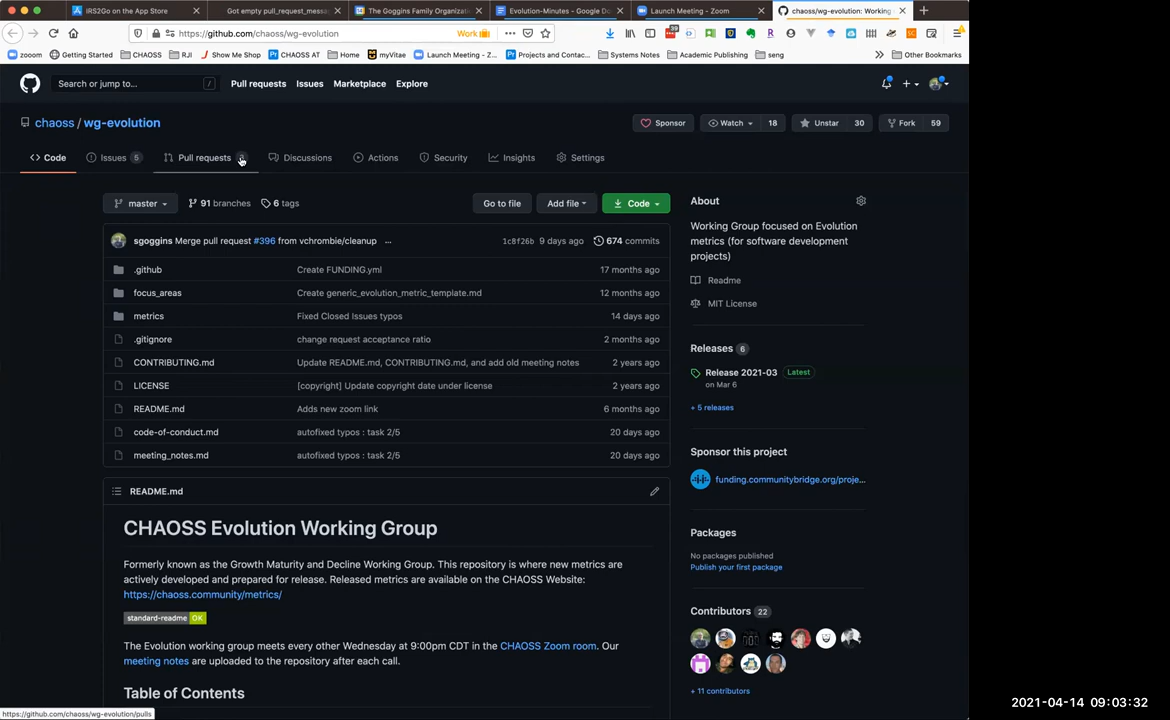 IRS2Go on the App Store
Got empty pull_request_messa
The Goggins Family Organizatio
Evolution-Minutes - Google Do
Launch Meeting - Zoom
chaoss/wg-evolution: Working
https://github.com/chaoss/wg-evolution
Work
zooom
Getting Started
CHAOSS
RJI
Show Me Shop
CHAOSS AT
Home
myVitae
Launch Meeting - Z...
Projects and Contac...
Systems Notes
Academic Publishing
seng
Other Bookmarks
Search or jump to...
/
Pull requests
Issues
Marketplace
Explore
chaoss / wg-evolution
Sponsor
Watch
18
Unstar
30
Fork
59
Code
Issues 5
Pull requests
Discussions
Actions
Security
Insights
Settings
master
91 branches
6 tags
Go to file
Add file
Code
sgoggins Merge pull request #396 from vchrombie/cleanup ...
1c8f26b 9 days ago
674 commits
.github
Create FUNDING.yml
17 months ago
focus_areas
Create generic_evolution_metric_template.md
12 months ago
metrics
Fixed Closed Issues typos
14 days ago
.gitignore
change request acceptance ratio
2 months ago
CONTRIBUTING.md
Update README.md, CONTRIBUTING.md, and add old meeting notes
2 years ago
LICENSE
[copyright] Update copyright date under license
2 years ago
README.md
Adds new zoom link
6 months ago
code-of-conduct.md
autofixed typos : task 2/5
20 days ago
meeting_notes.md
autofixed typos : task 2/5
20 days ago
README.md
CHAOSS Evolution Working Group
Formerly known as the Growth Maturity and Decline Working Group. This repository is where new metrics are
actively developed and prepared for release. Released metrics are available on the CHAOSS Website:
https://chaoss.community/metrics/
standard-readme OK
The Evolution working group meets every other Wednesday at 9:00pm CDT in the CHAOSS Zoom room. Our
meeting notes are uploaded to the repository after each call.
Table of Contents
About
Working Group focused on Evolution
metrics (for software development
projects)
Readme
MIT License
Releases 6
Release 2021-03 Latest
on Mar 6
+ 5 releases
Sponsor this project
funding.communitybridge.org/proje...
Packages
No packages published
Publish your first package
Contributors 22
+ 11 contributors
https://github.com/chaoss/wg-evolution/pulls
2021-04-14 09:03:32